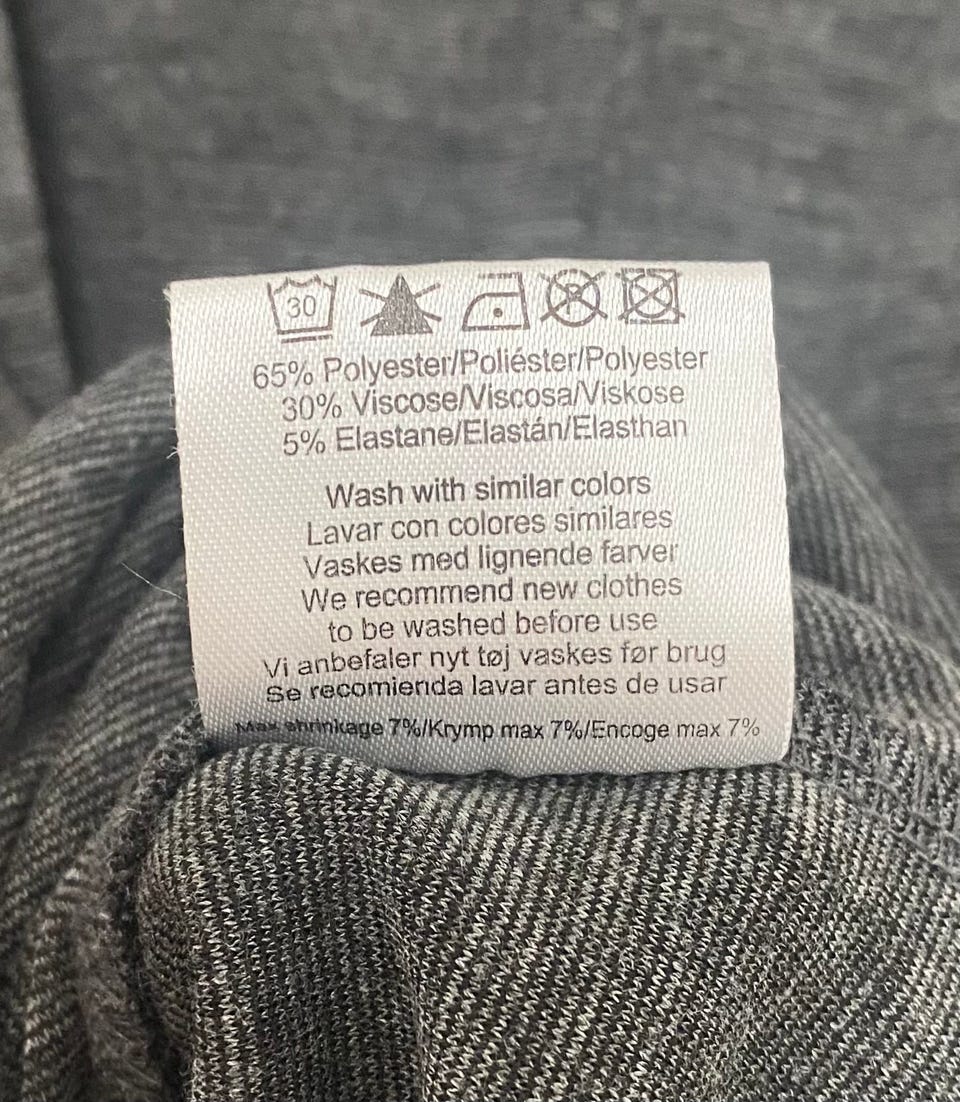 30 P
65% Polyester/Poliéster/Polyester
30% Viscose/Viscosa/Viskose
5% Elastane/Elastán/Elasthan
Wash with similar colors
Lavar con colores similares
Vaskes med lignende farver
We recommend new clothes
to be washed before use
Vi anbefaler nyt tøj vaskes før brug
Se recomienda lavar antes de usar
Max shrinkage 7%/Krymp max 7%/Encoge max 7%